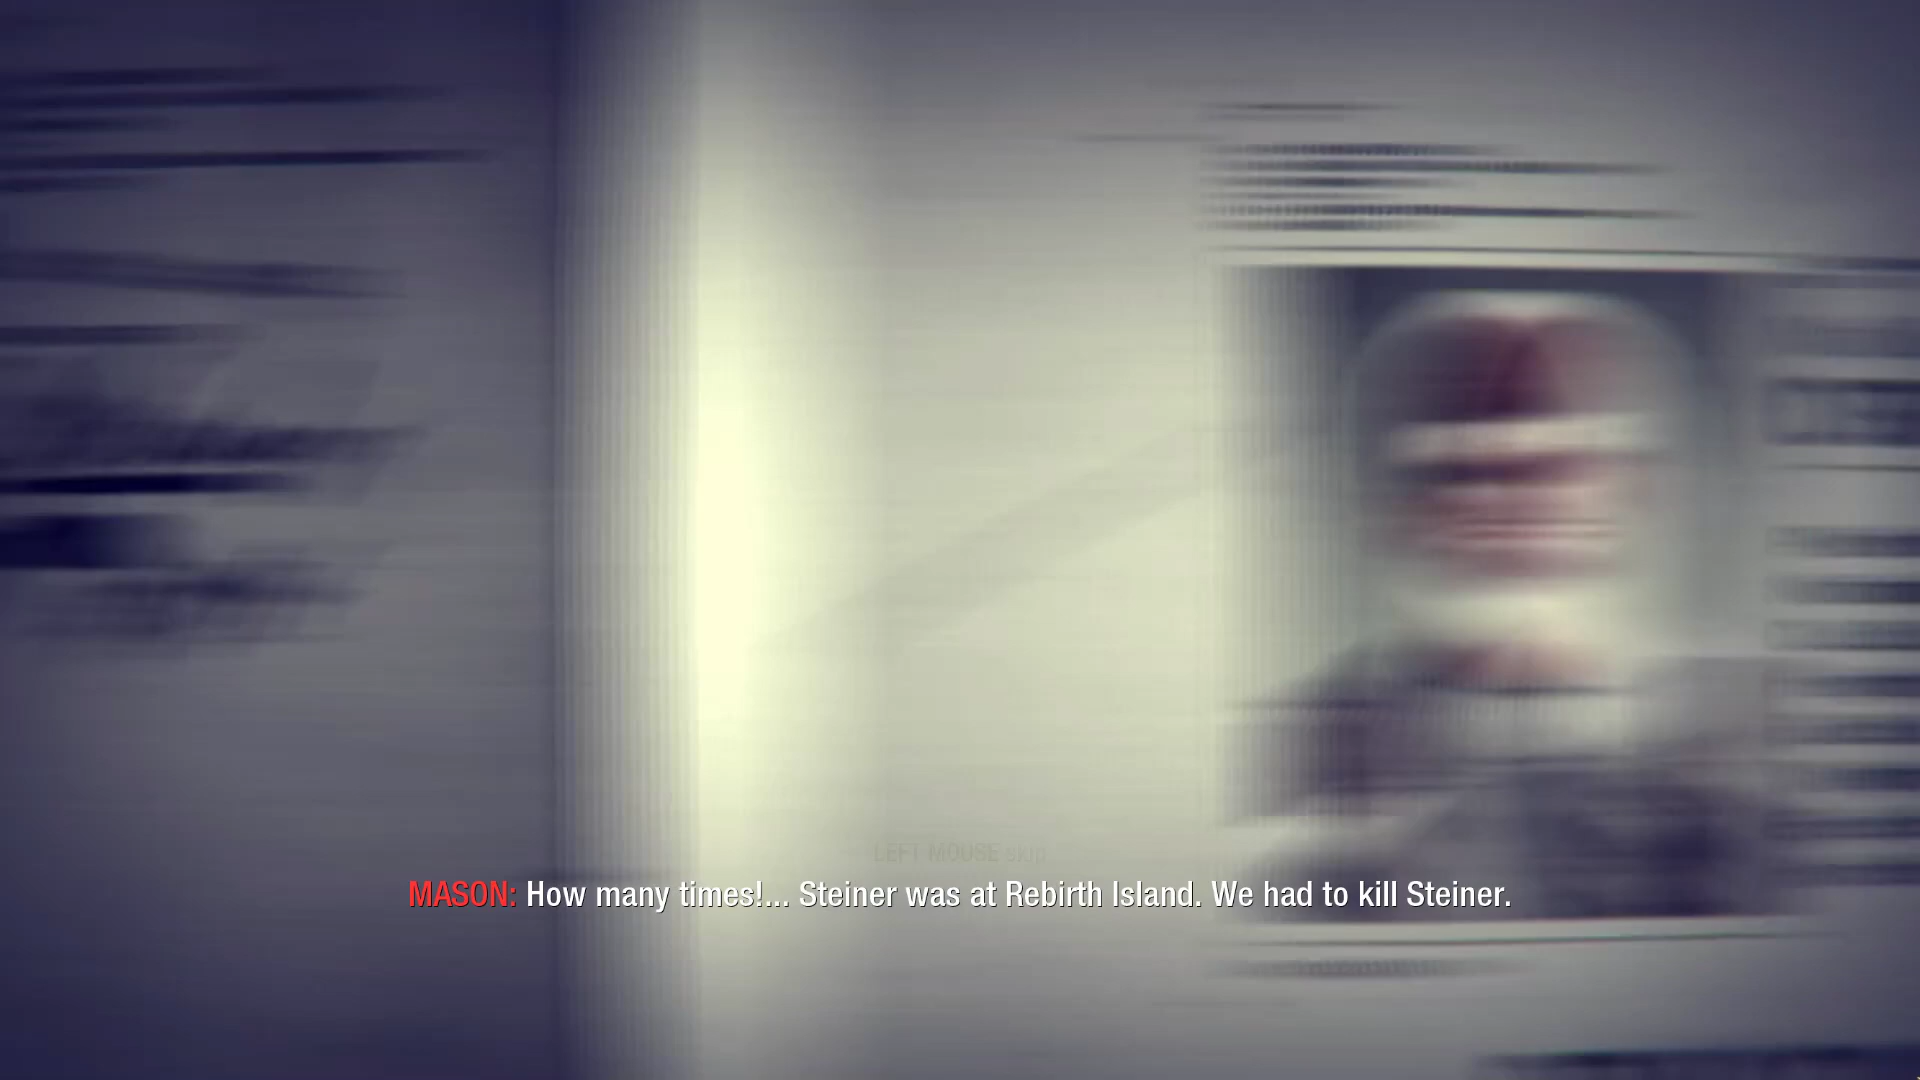 LEFT MOUSE skip
MASON: How many times!... Steiner was at Rebirth Island. We had to kill Steiner.